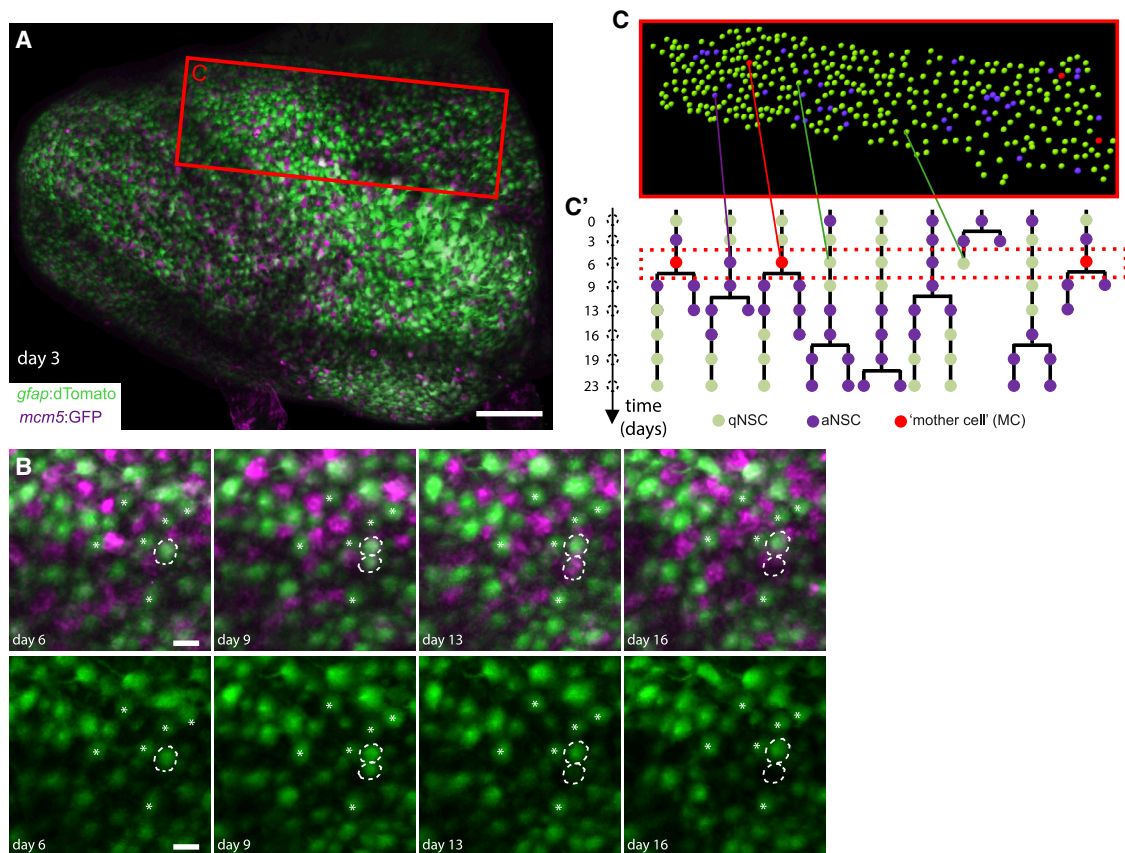 A
C
day 3
gfap:dTomato
mcm5:GFP
C
C'
0
3
6
9
13
16
19
23
time
(days)
qNSC
aNSC
'mother cell' (MC)
B
* * * * * *
day 6
* * * * * *
day 9
* * * * * *
day 13
* * * * * *
day 16
* * * * * *
day 6
* * * * * *
day 9
* * * * * *
day 13
* * * * * *
day 16